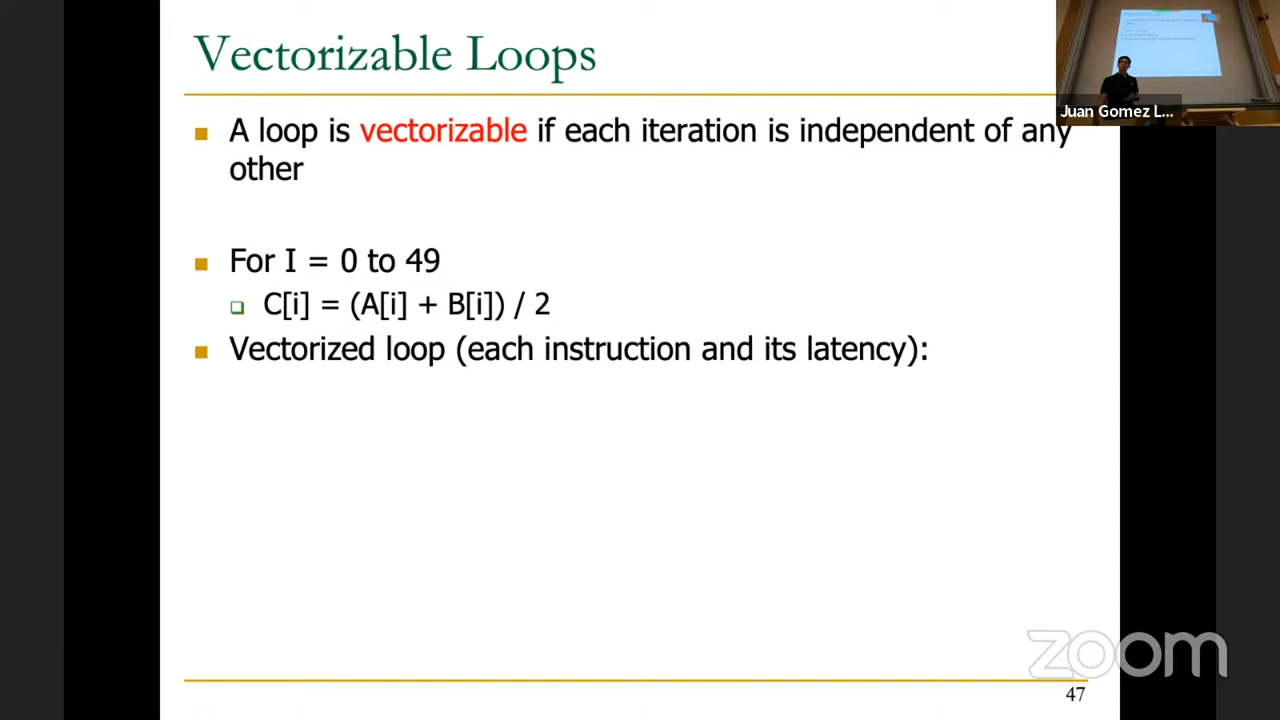 Vectorizable Loops
Juan Gomez L...
A loop is vectorizable if each iteration is independent of any
other
For I = 0 to 49
C[i] = (A[i] + B[i]) / 2
Vectorized loop (each instruction and its latency):
zoom
47